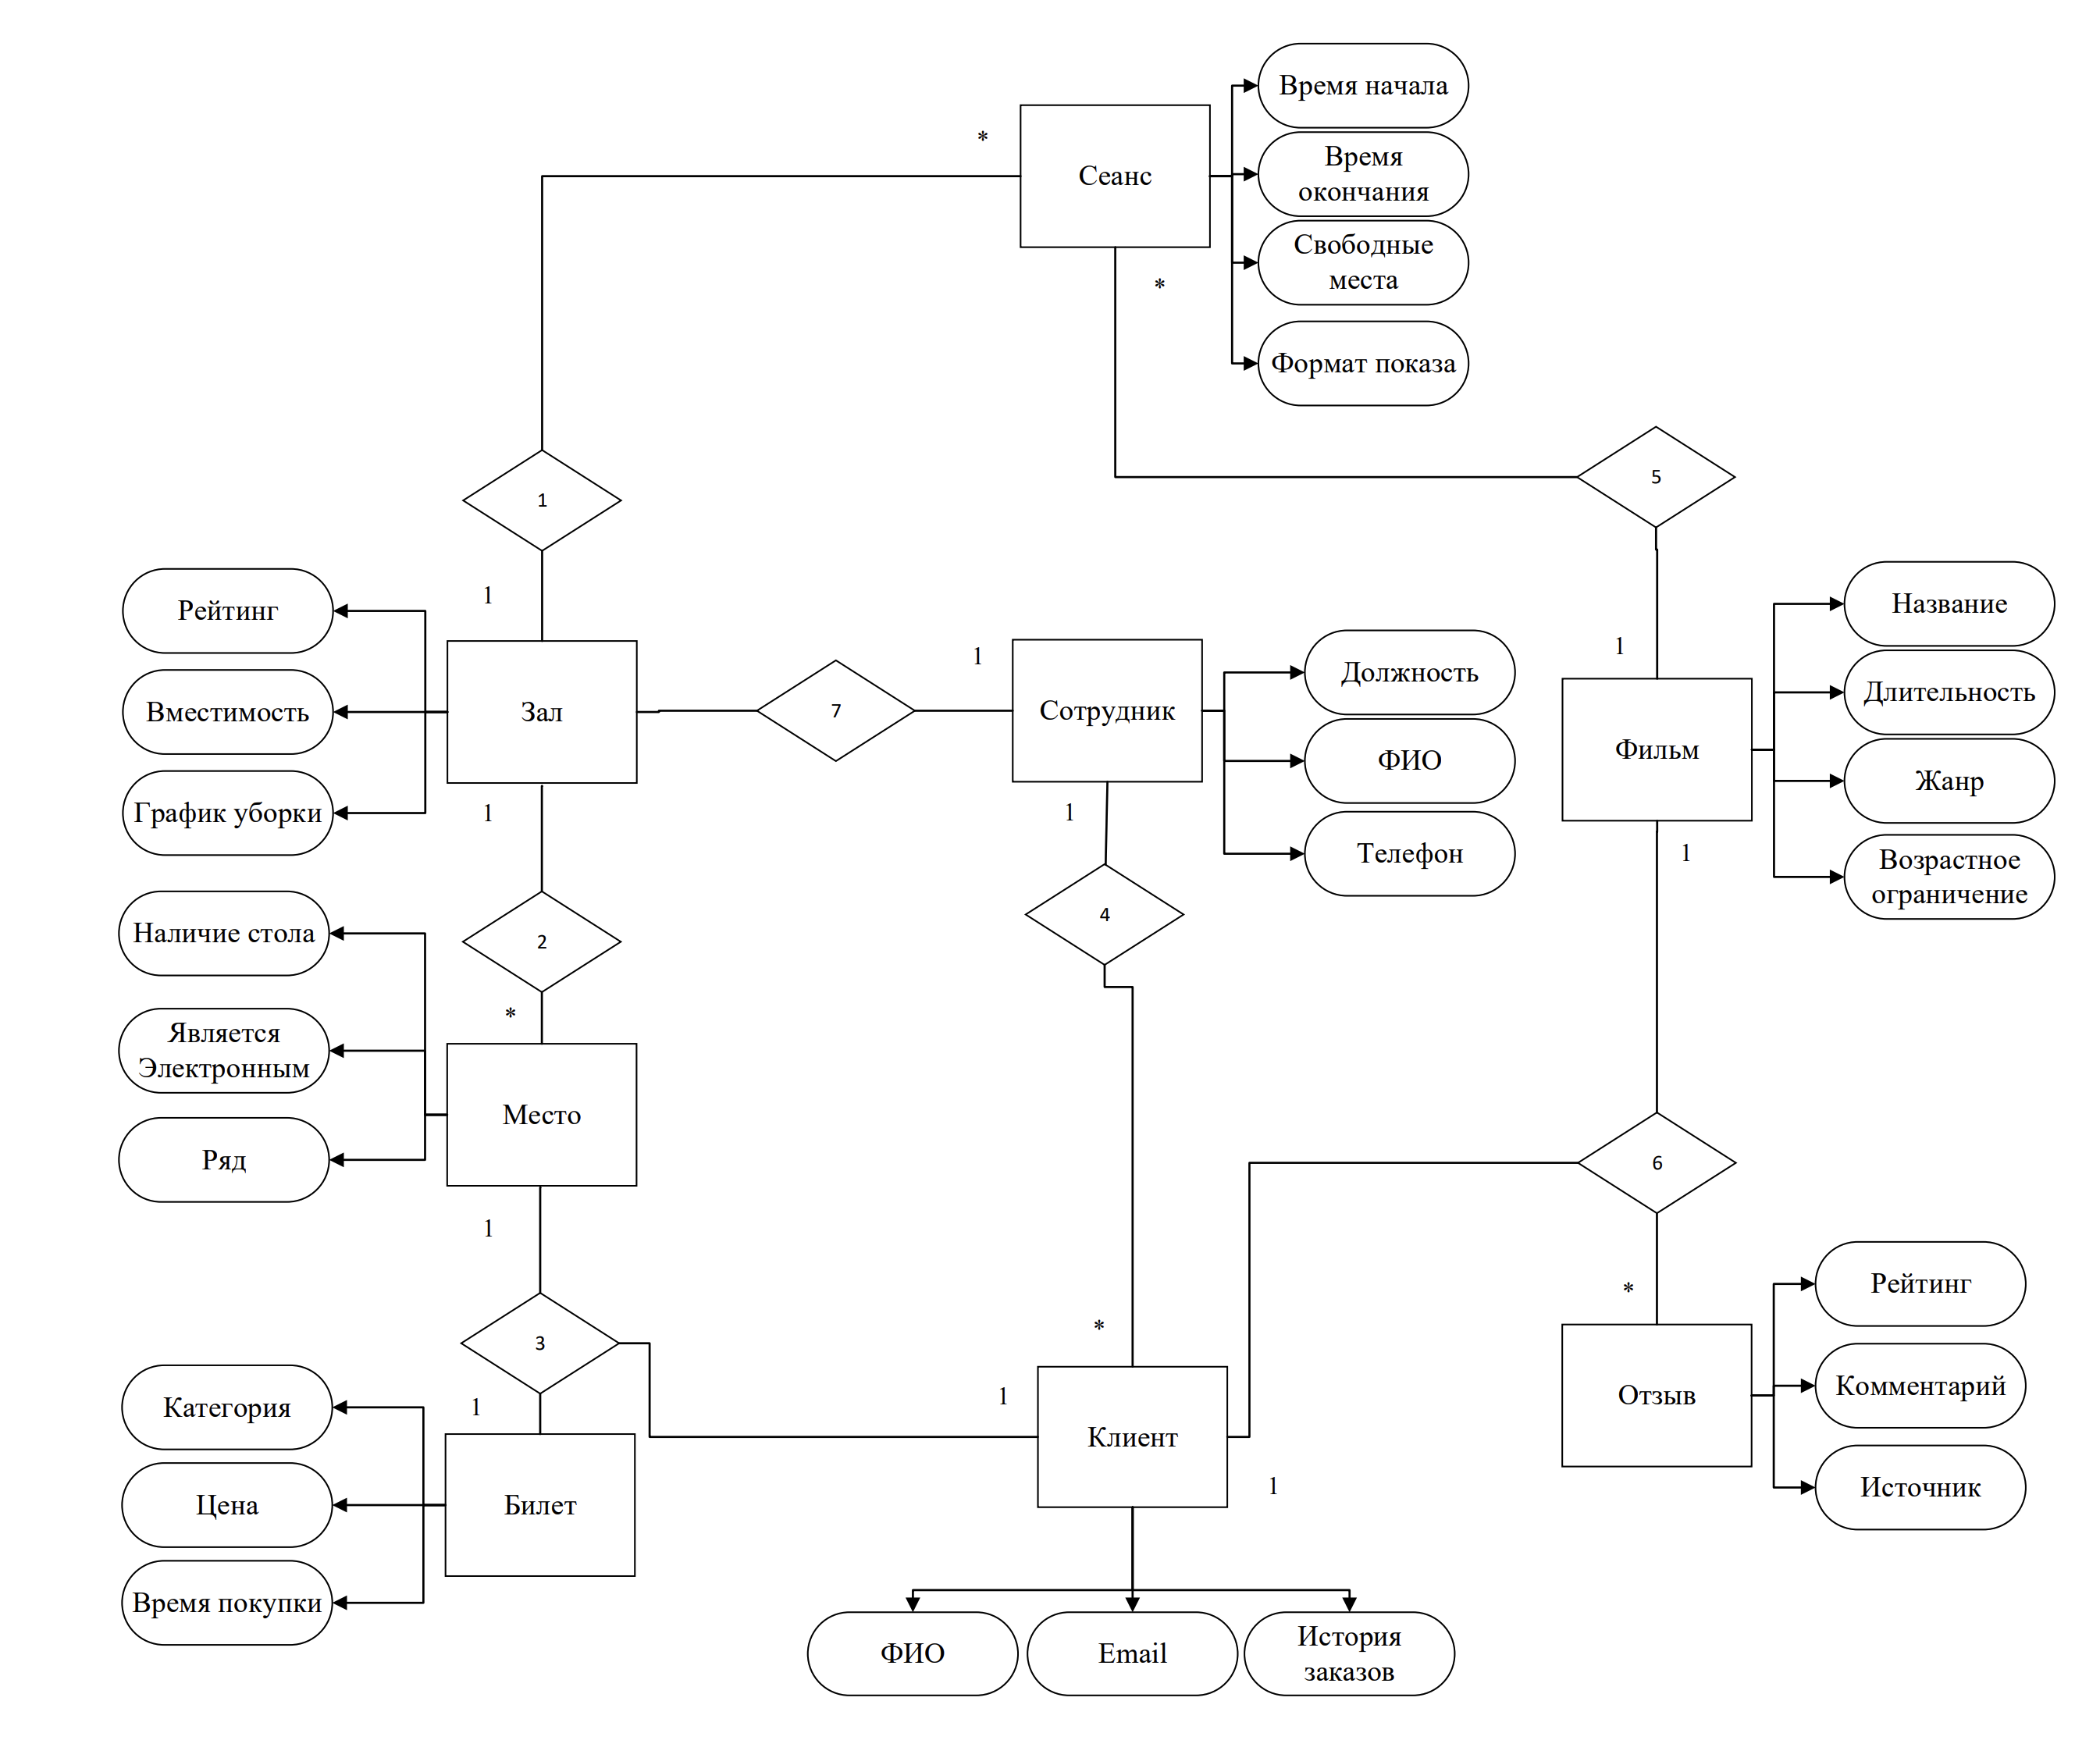 Время начала
*
Время
окончания
Сеанс
Свободные
места
*
Формат показа
5
1
1
Рейтинг
Название
1
1
Должность
Длительность
Вместимость
Зал
7
Сотрудник
Фильм
ФИО
Жанр
График уборки
1
1
1
Телефон
Возрастное
ограничение
4
Наличие стола
2
*
Является
Электронным
Место
Ряд
6
1
*
Рейтинг
*
3
Категория
1
1
Отзыв
Комментарий
Клиент
1
Источник
Цена
Билет
Время покупки
ФИО
Email
История
заказов